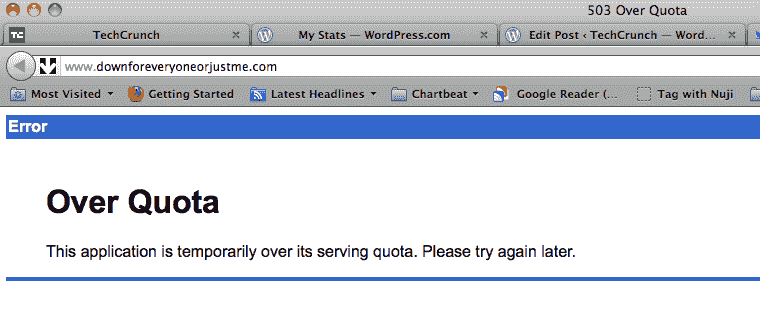 503 Over Quota
TC TechCrunch My Stats — WordPress.com Edit Post ‹ TechCrunch — Word...
www.downforeveryoneorjustme.com
Most Visited Getting Started Latest Headlines Chartbeat Google Reader (... Tag with Nuji
Error
Over Quota
This application is temporarily over its serving quota. Please try again later.